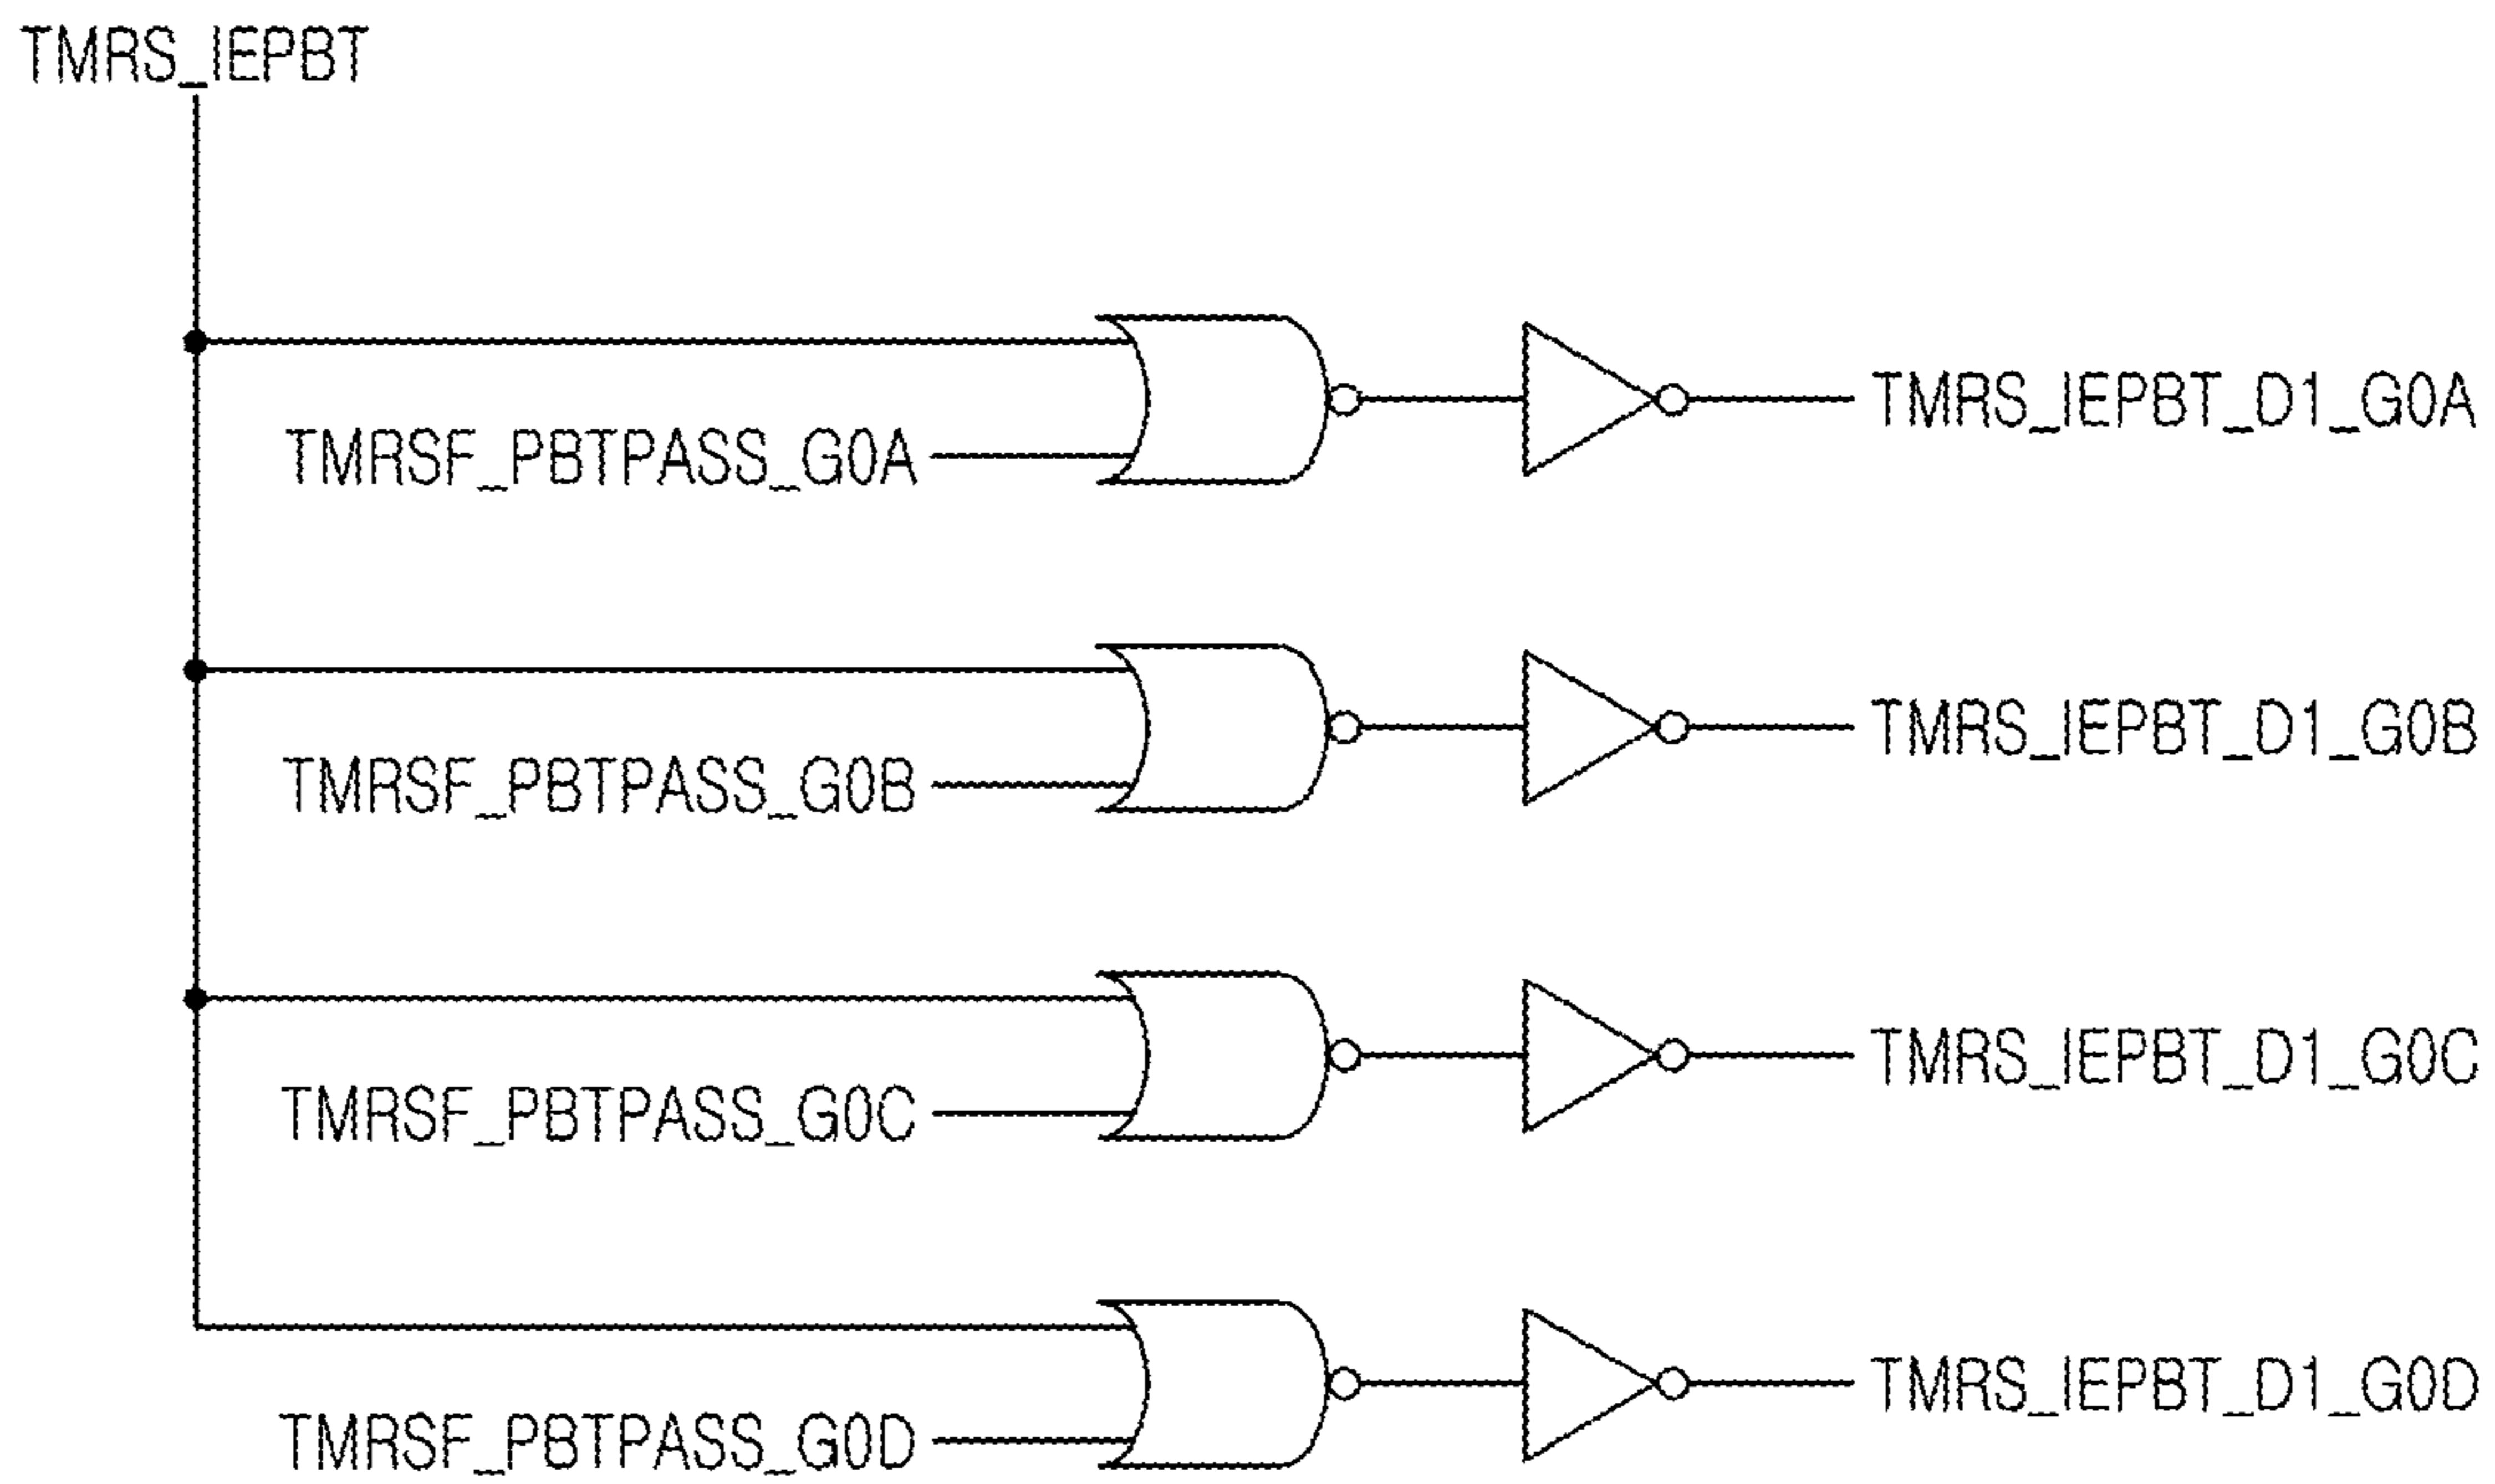 TMRS_IEPBT
TMRS_IEPBT_D1_G0A
TMRSF_PBTPASS_G0A
TMRS_IEPBT_D1_G0B
TMRSF_PBTPASS_G0B
TMRS_IEPBT_D1_G0C
TMRSF_PBTPASS_G0C
TMRS_IEPBT_D1_G0D
TMRSF_PBTPASS_G0D